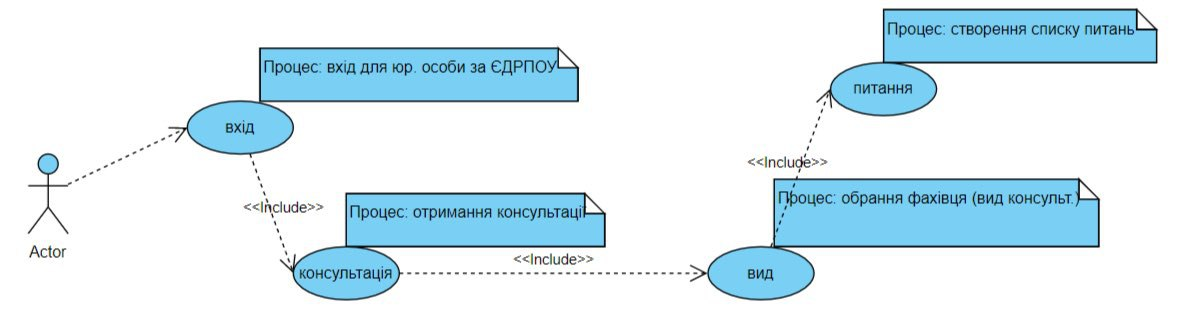 Процес: створення списку питань
питання
Процес: вхід для юр. особи за ЄДРПОУ
вхід
<<Include>>
Процес: обрання фахівця (вид консульт.)
<<Include>>
Процес: отримання консультації
Actor
<<Include>>
консультація
вид